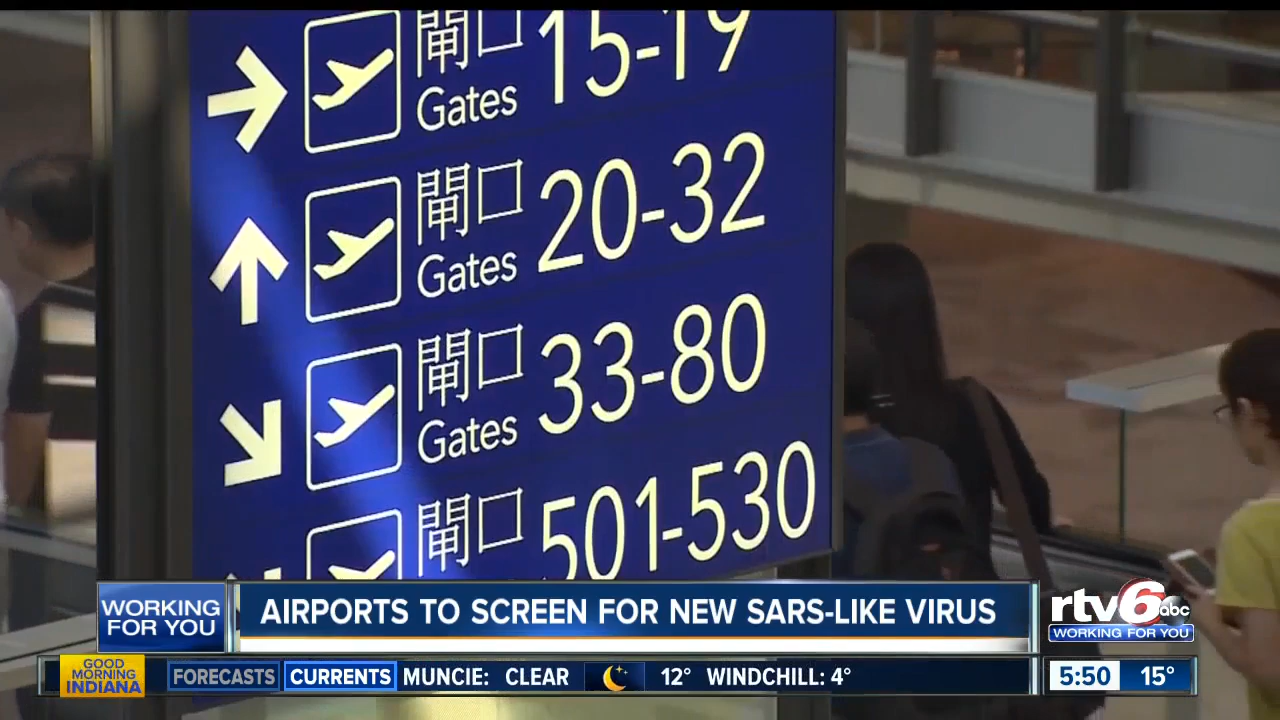 閘口
Gates 15-19
閘口
Gates 20-32
閘口
Gates 33-80
閘口
501-530
WORKING
FOR YOU
AIRPORTS TO SCREEN FOR NEW SARS-LIKE VIRUS
rtv6 abc
WORKING FOR YOU
GOOD
MORNING
INDIANA
FORECASTS CURRENTS MUNCIE: CLEAR 12° WINDCHILL: 4°
5:50 15°